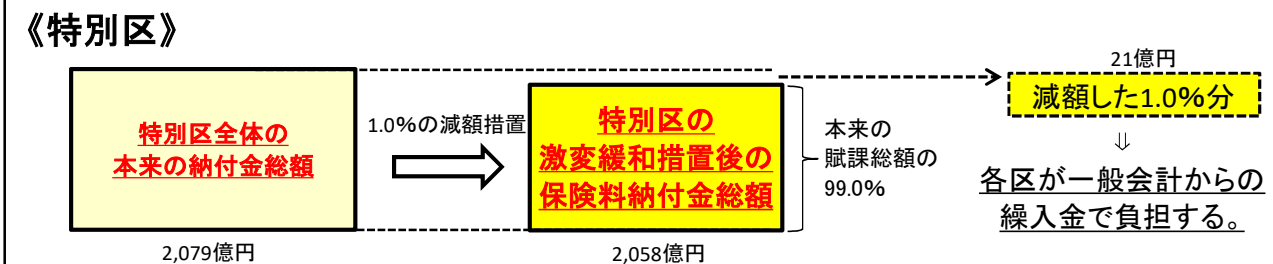 《特別区》
特別区全体の
本来の納付金総額
2,079億円
1.0%の減額措置
特別区の
激変緩和措置後の
保険料納付金総額
2,058億円
本来の
賦課総額の
99.0%
21億円
減額した1.0%分
⇓
各区が一般会計からの
繰入金で負担する。